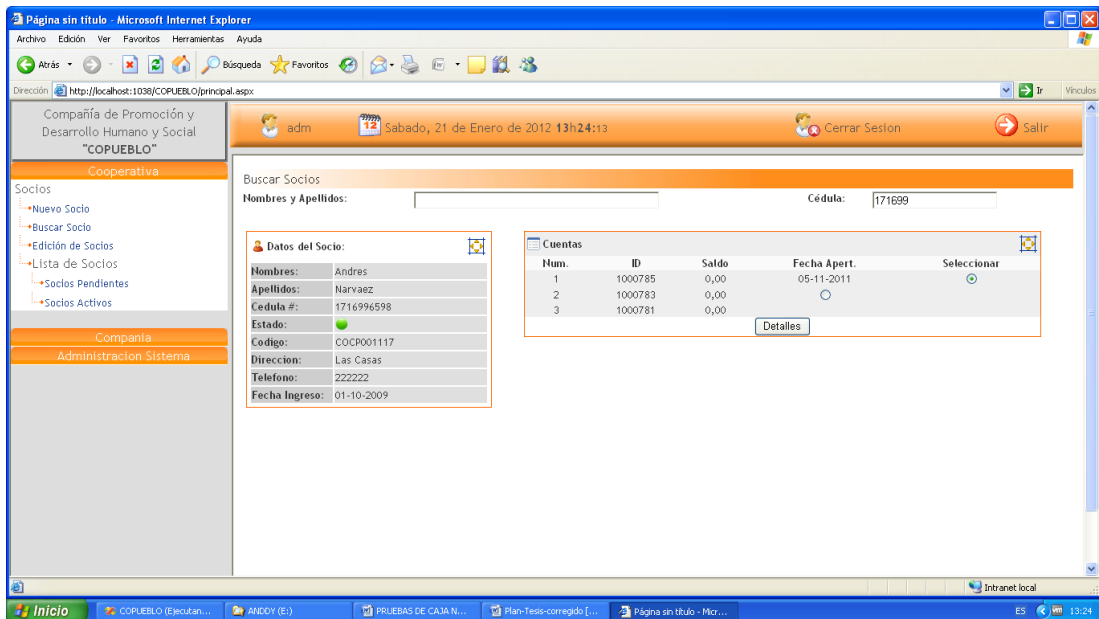 Página sin título - Microsoft Internet Explorer
Archivo Edición Ver Favoritos Herramientas Ayuda
Atrás Búsqueda Favoritos
Dirección http://localhost:1038/COPUEBLO/principal.aspx Ir Vínculos
Compañía de Promoción y
Desarrollo Humano y Social
"COPUEBLO"
adm 12 Sabado, 21 de Enero de 2012 13h24:13 Cerrar Sesion Salir
Cooperativa
Socios
Nuevo Socio
Buscar Socio
Edición de Socios
Lista de Socios
Socios Pendientes
Socios Activos
Compania
Administracion Sistema
Buscar Socios
Nombres y Apellidos: Cédula: 171699
Datos del Socio:
Nombres: Andres
Apellidos: Narvaez
Cedula #: 1716996598
Estado:
Codigo: COCP001117
Direccion: Las Casas
Telefono: 222222
Fecha Ingreso: 01-10-2009
Cuentas
Num. ID Saldo Fecha Apert. Seleccionar
1 1000785 0,00 05-11-2011
2 1000783 0,00
3 1000781 0,00
Detalles
Intranet local
Inicio COPUEBLO (Ejecutan... ANDDY (E:) PRUEBAS DE CAJA N... Plan-Tesis-corregido [... Página sin título - Micr... ES 13:24